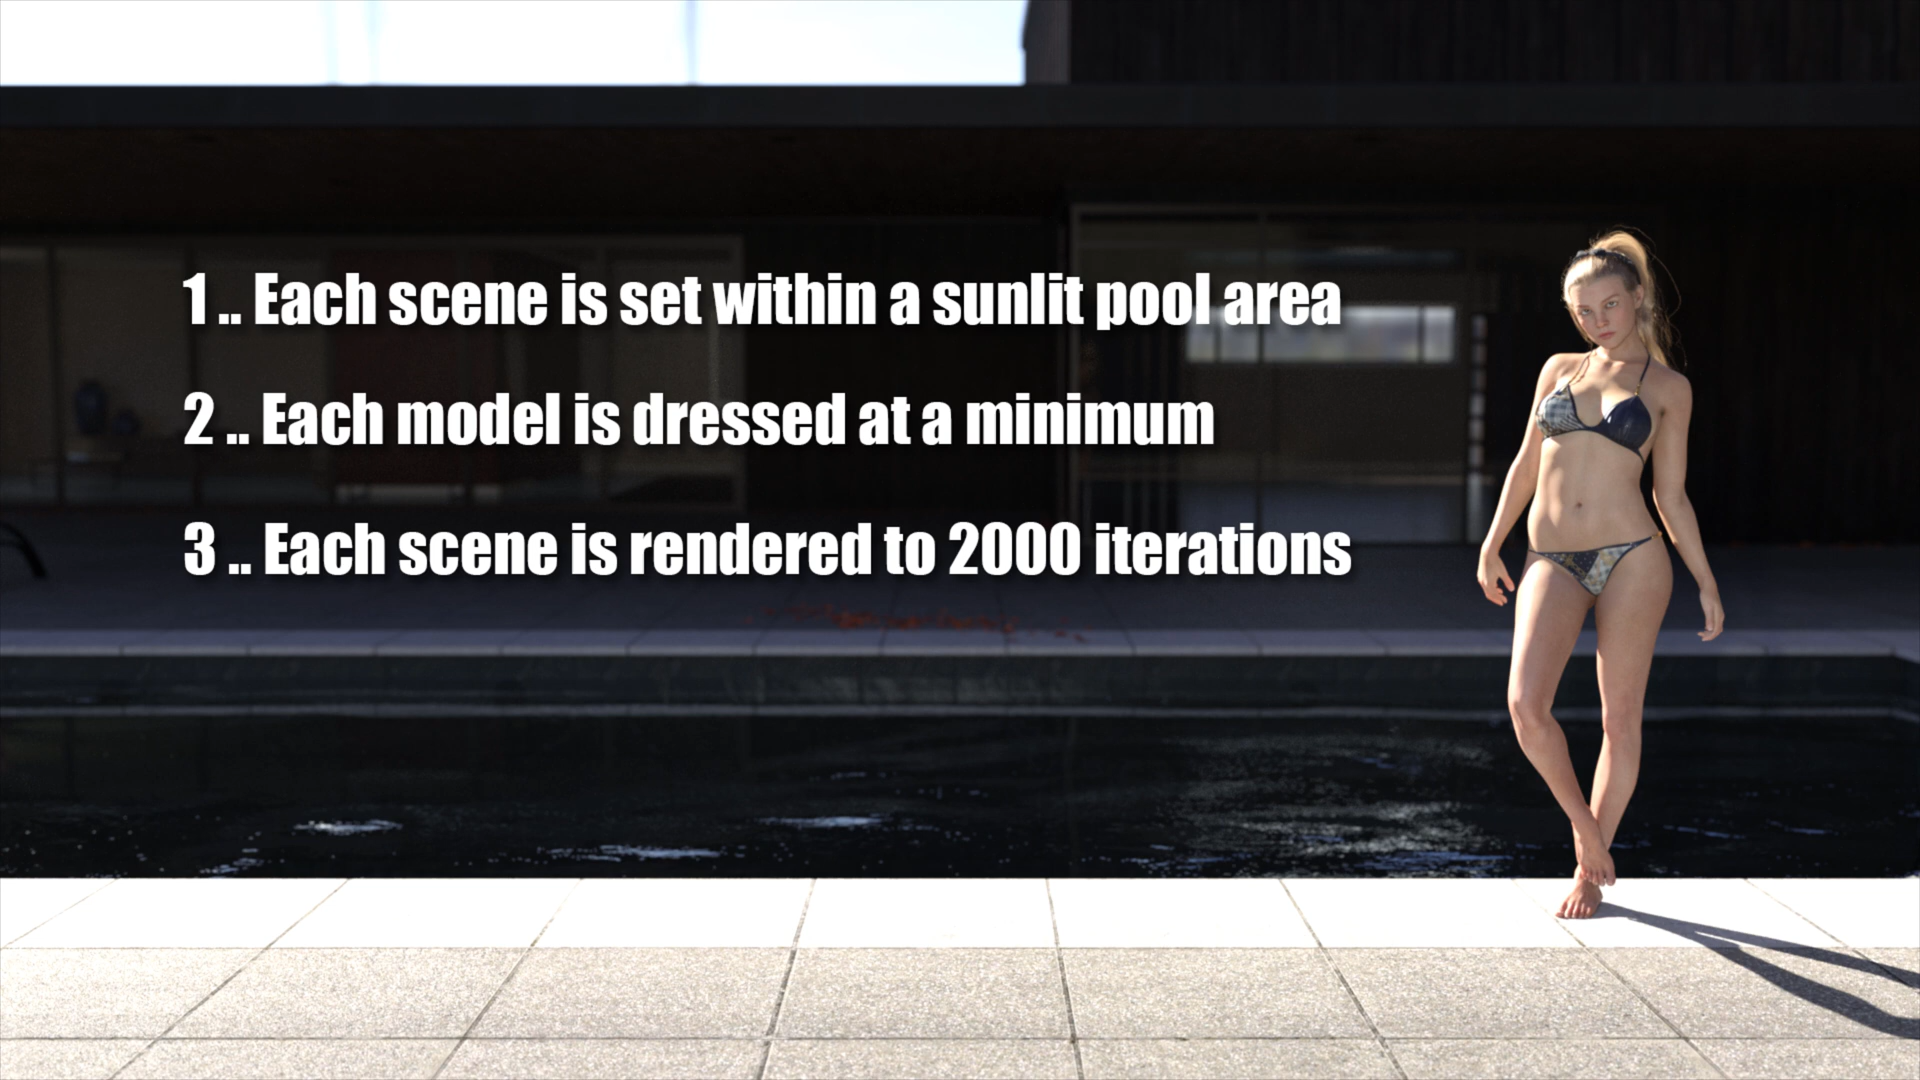 1 .. Each scene is set within a sunlit pool area
2 .. Each model is dressed at a minimum
3 .. Each scene is rendered to 2000 iterations